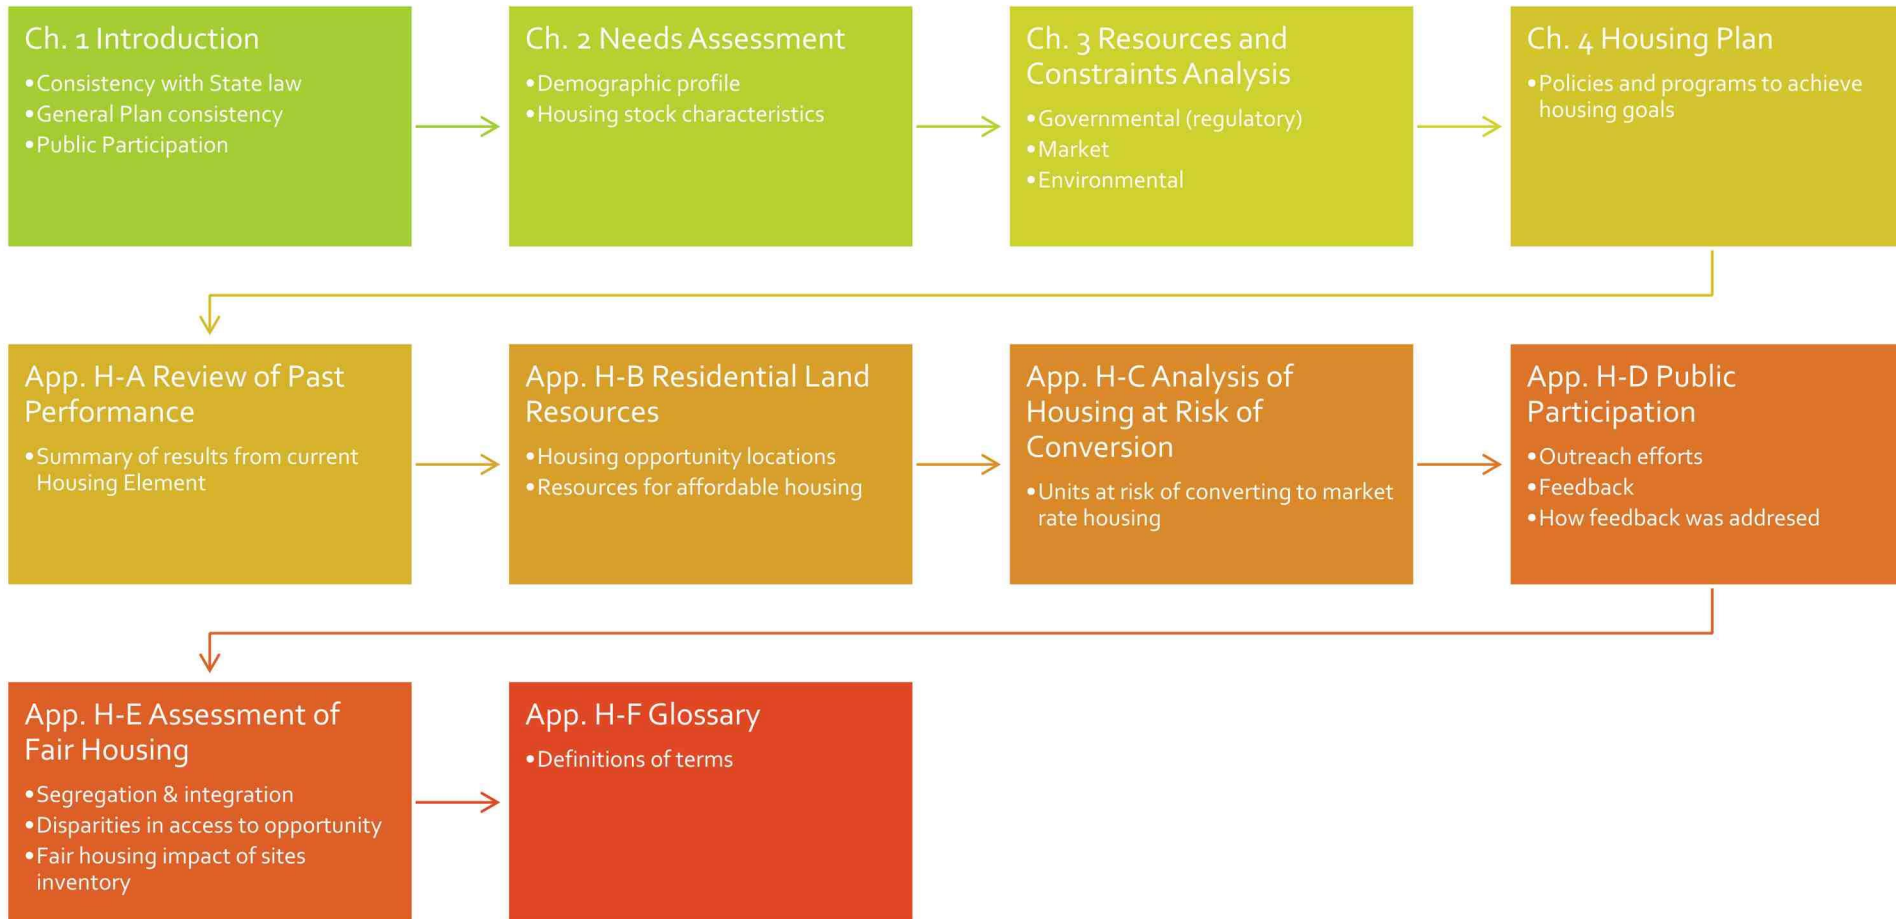 Ch. 1 Introduction
•Consistency with State law
•General Plan consistency
•Public Participation
Ch. 2 Needs Assessment
•Demographic profile
•Housing stock characteristics
Ch. 3 Resources and
Constraints Analysis
•Governmental (regulatory)
•Market
•Environmental
Ch. 4 Housing Plan
•Policies and programs to achieve
housing goals
App. H-A Review of Past
Performance
•Summary of results from current
Housing Element
App. H-B Residential Land
Resources
•Housing opportunity locations
•Resources for affordable housing
App. H-C Analysis of
Housing at Risk of
Conversion
•Units at risk of converting to market
rate housing
App. H-D Public
Participation
•Outreach efforts
•Feedback
•How feedback was addresed
App. H-E Assessment of
Fair Housing
•Segregation & integration
•Disparities in access to opportunity
•Fair housing impact of sites
inventory
App. H-F Glossary
•Definitions of terms